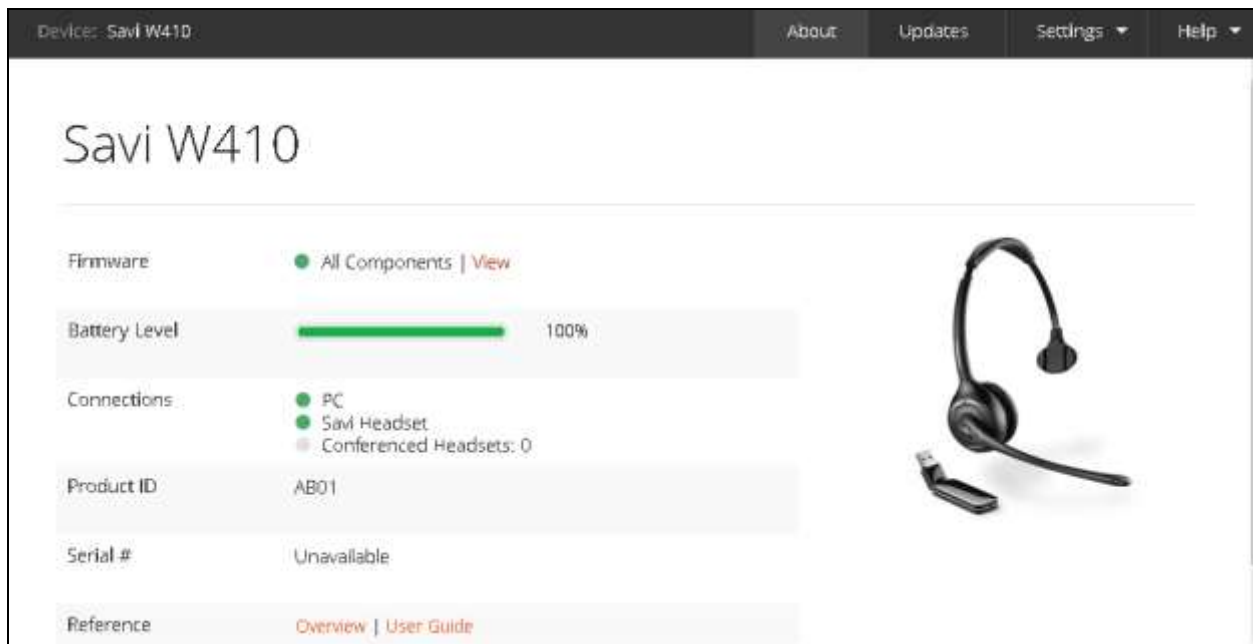 Device: Savi W410 About Updates Settings Help
Savi W410
Firmware All Components | View
Battery Level 100%
Connections PC
Savi Headset
Conferenced Headsets: 0
Product ID AB01
Serial # Unavailable
Reference Overview | User Guide